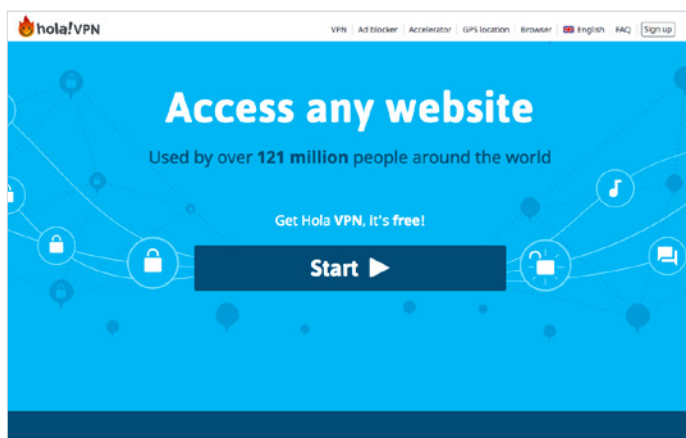 hola!VPN
VPN | Ad blocker | Accelerator | GPS location | Browser | English | FAQ | Sign up
Access any website
Used by over 121 million people around the world
Get Hola VPN, it's free!
Start